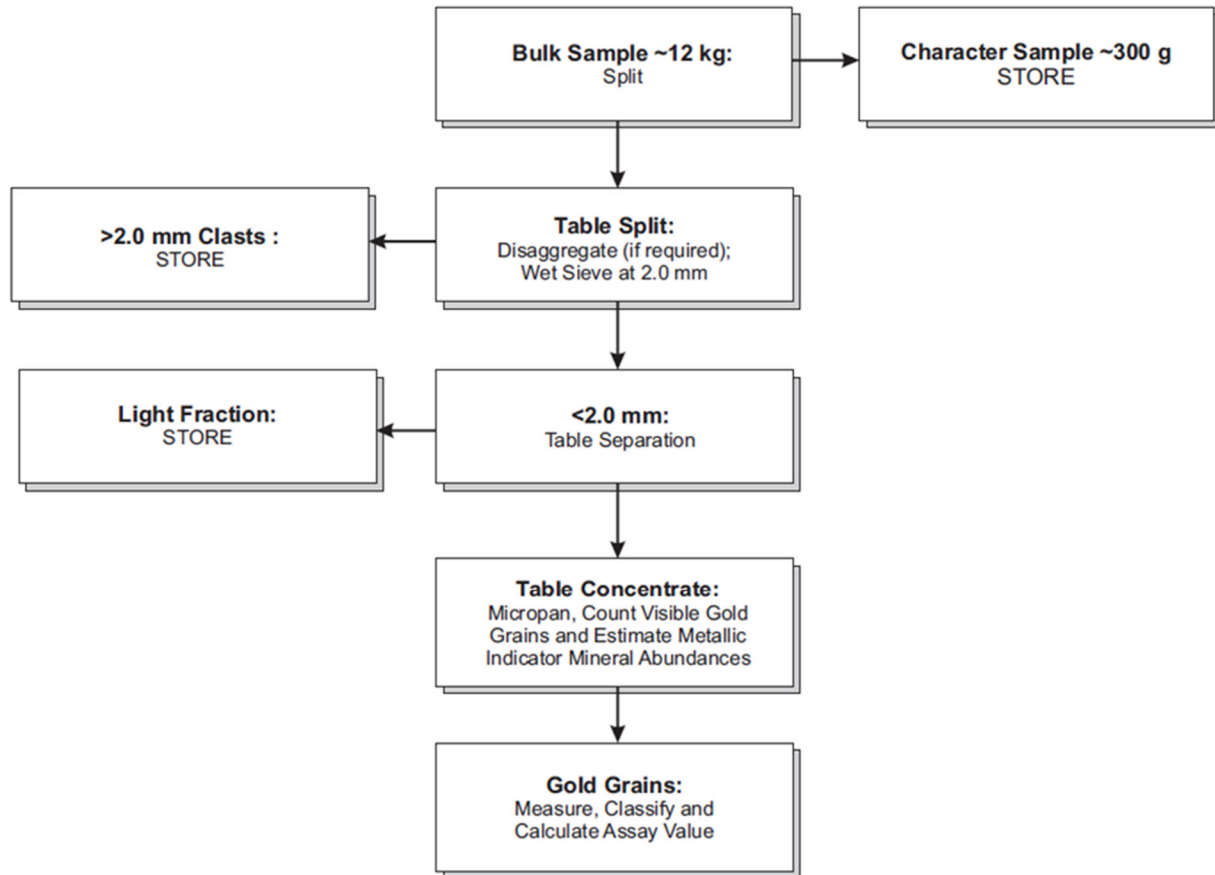 Bulk Sample ~12 kg:
Split
Character Sample ~300 g
STORE
>2.0 mm Clasts :
STORE
Table Split:
Disaggregate (if required);
Wet Sieve at 2.0 mm
Light Fraction:
STORE
<2.0 mm:
Table Separation
Table Concentrate:
Micropan, Count Visible Gold
Grains and Estimate Metallic
Indicator Mineral Abundances
Gold Grains:
Measure, Classify and
Calculate Assay Value